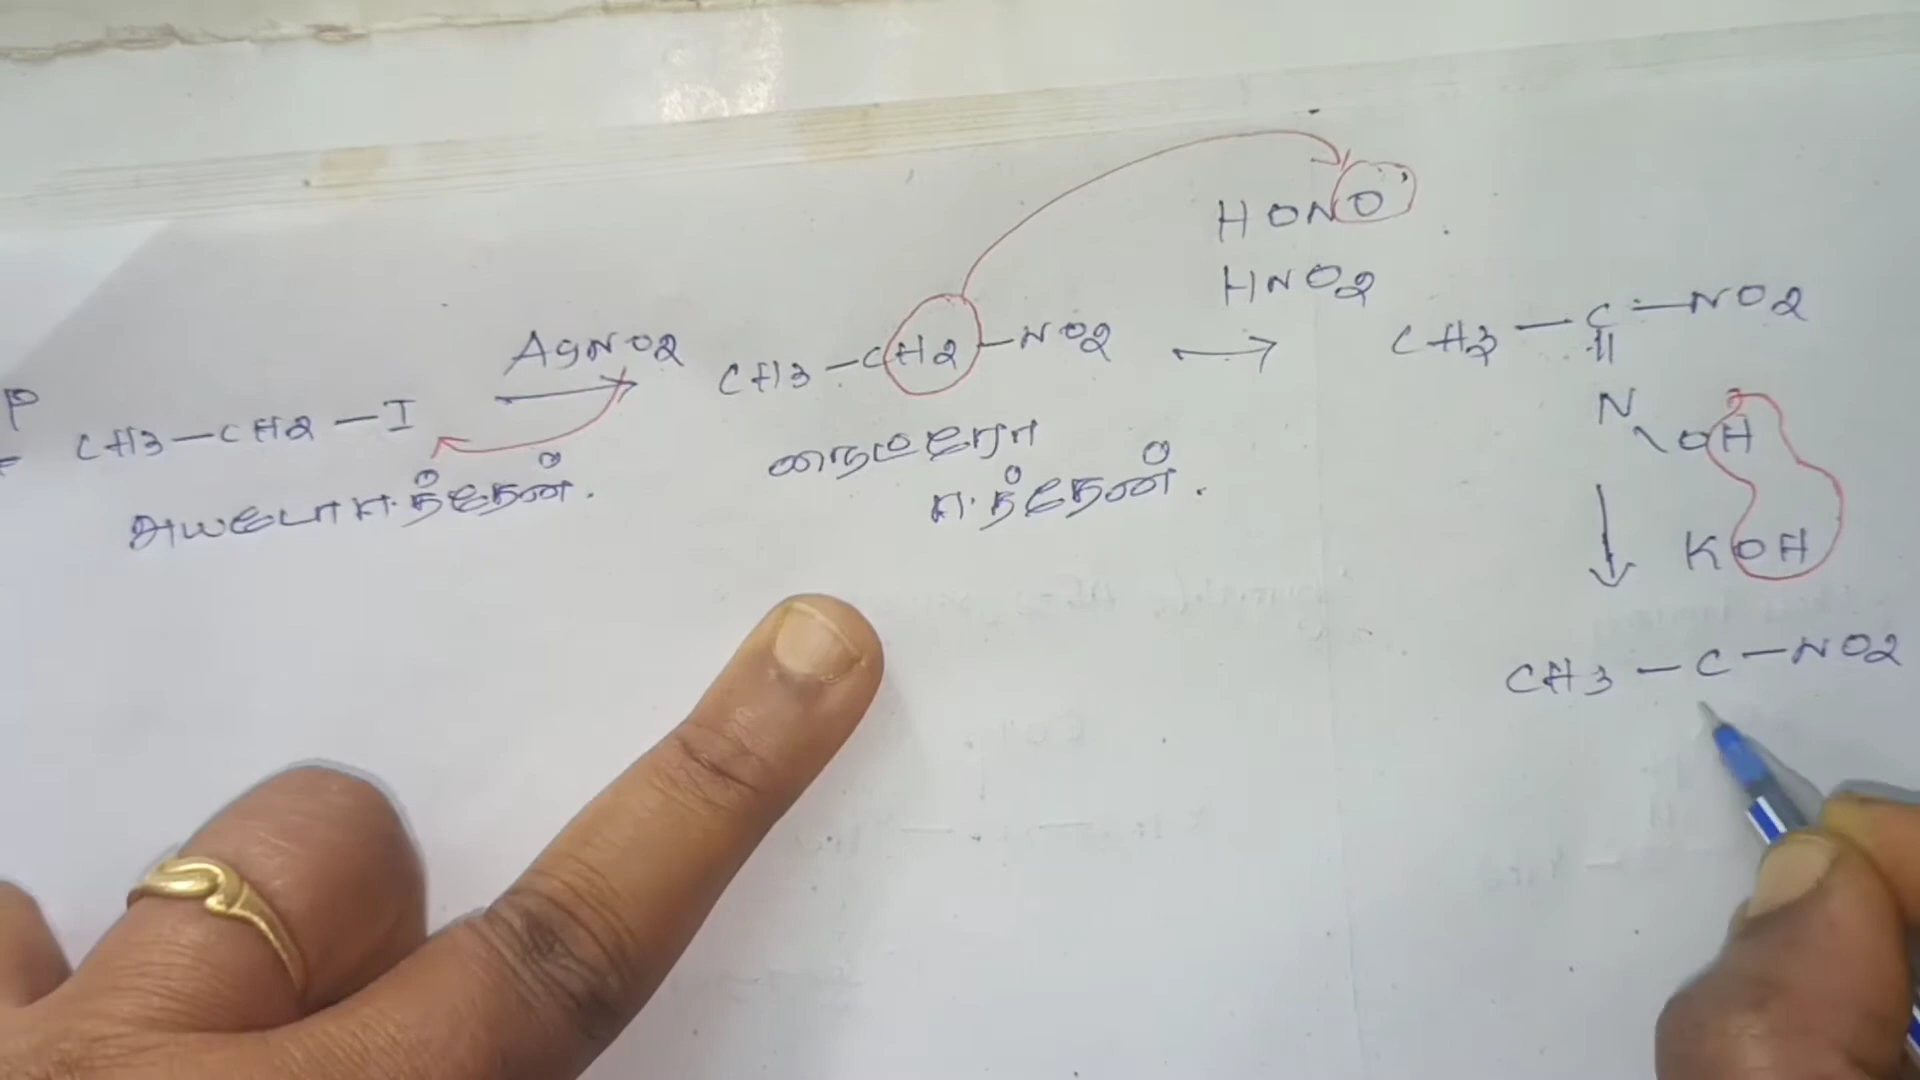 P
CH3—CH2—I
AgNO2
அயடோஈத்தேன்.
CH3—CH2—NO2
நைட்ரோ
ஈத்தேன்.
HONO
HNO2
CH3—C—NO2
N
OH
KOH
CH3—C—NO2